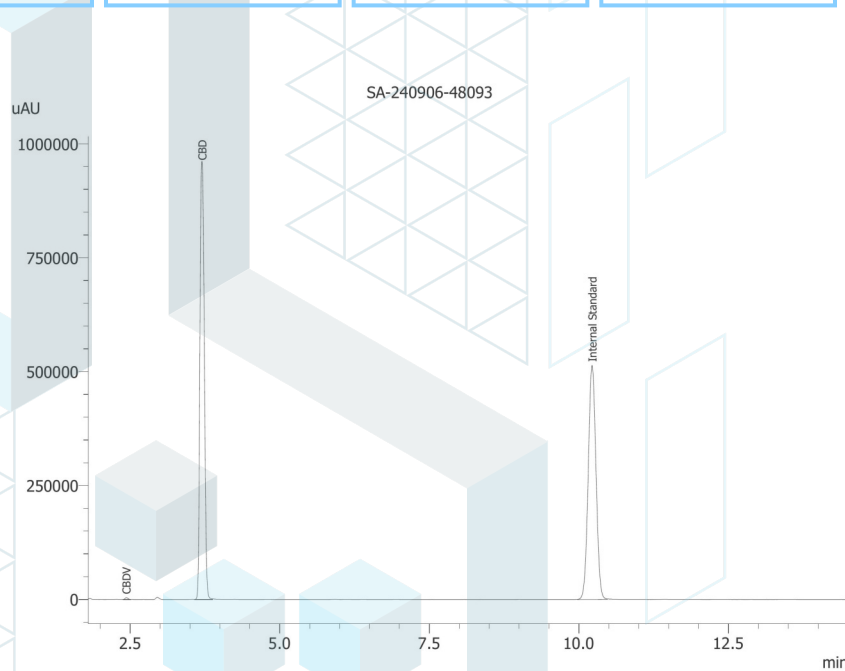 SA-240906-48093
uAU
1000000
CBD
750000
Internal Standard
500000
250000
CBDV
0
2.5 5.0 7.5 10.0 12.5
min